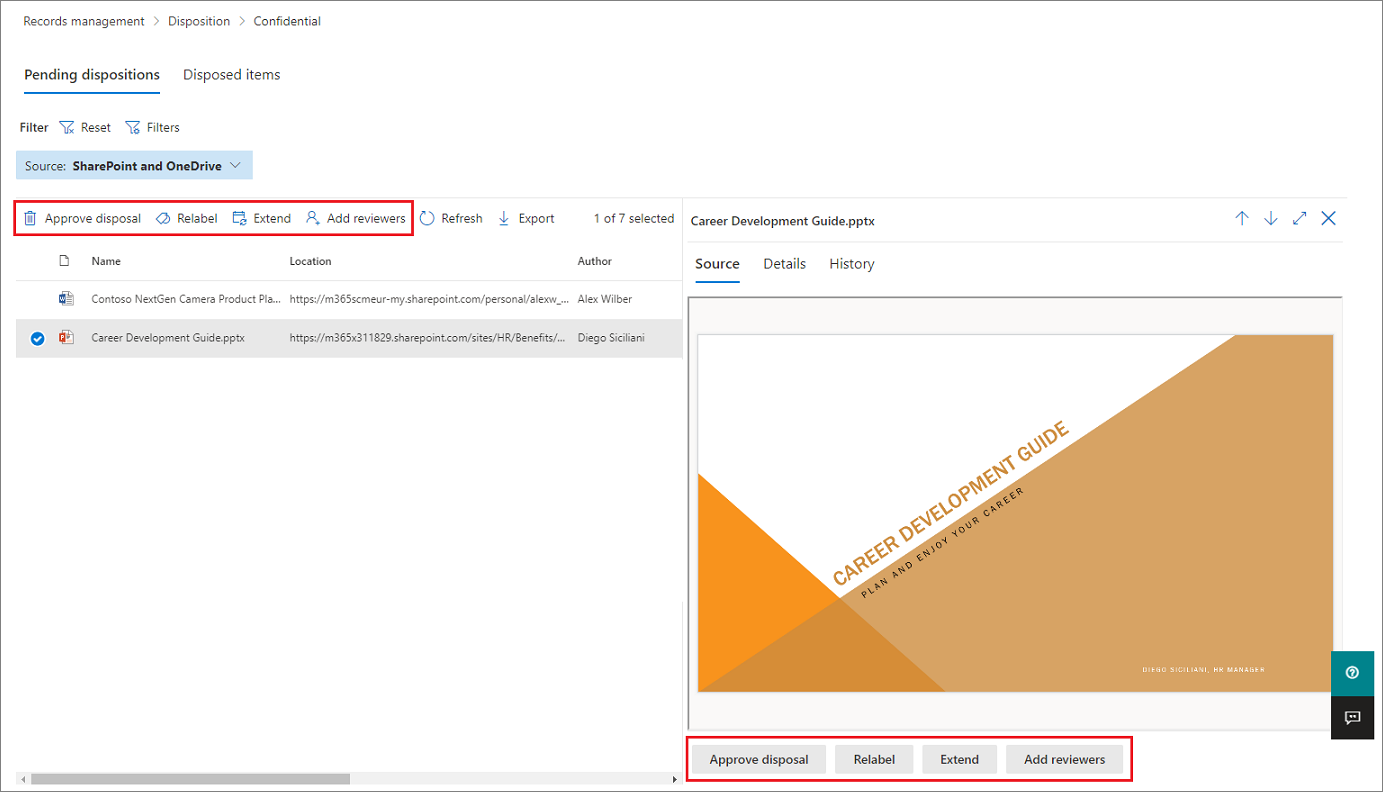 Records management > Disposition > Confidential
Pending dispositions Disposed items
Filter Reset Filters
Source: SharePoint and OneDrive
Approve disposal Relabel Extend Add reviewers Refresh Export 1 of 7 selected
Name Location Author
Contoso NextGen Camera Product Pla... https://m365scmeur-my.sharepoint.com/personal/alexw_... Alex Wilber
Career Development Guide.pptx https://m365x311829.sharepoint.com/sites/HR/Benefits/... Diego Siciliani
Career Development Guide.pptx
Source Details History
CAREER DEVELOPMENT GUIDE
PLAN AND ENJOY YOUR CAREER
DIEGO SICILIANI, HR MANAGER
Approve disposal Relabel Extend Add reviewers